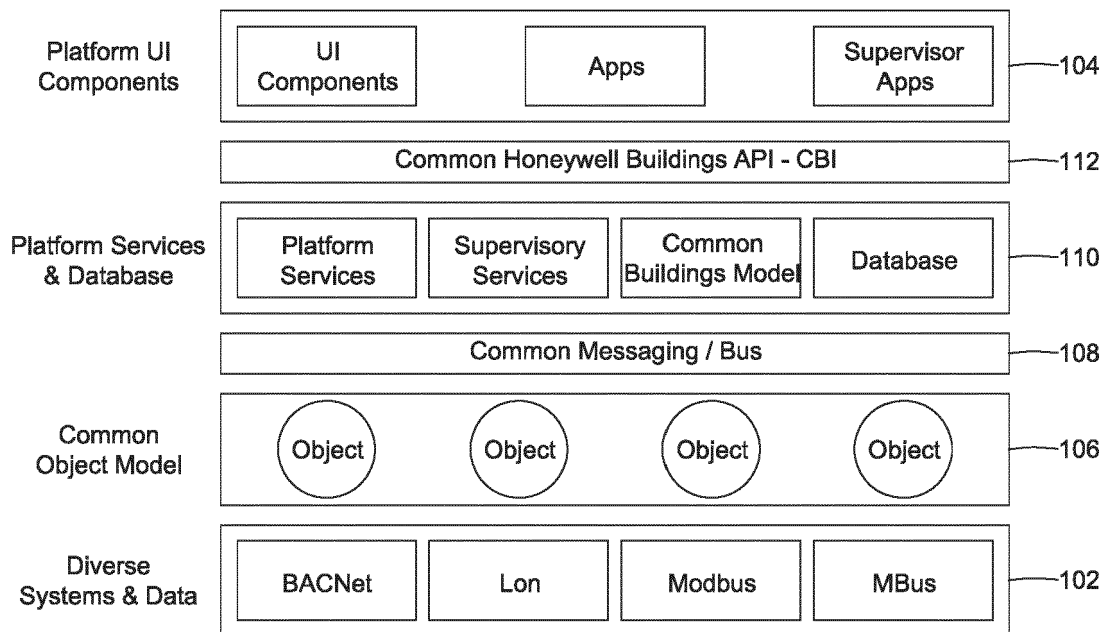 Platform UI
Components
UI
Components
Apps
Supervisor
Apps
104
Common Honeywell Buildings API - CBI
112
Platform Services
& Database
Platform
Services
Supervisory
Services
Common
Buildings Model
Database
110
Common Messaging / Bus
108
Common
Object Model
Object
Object
Object
Object
106
Diverse
Systems & Data
BACNet
Lon
Modbus
MBus
102